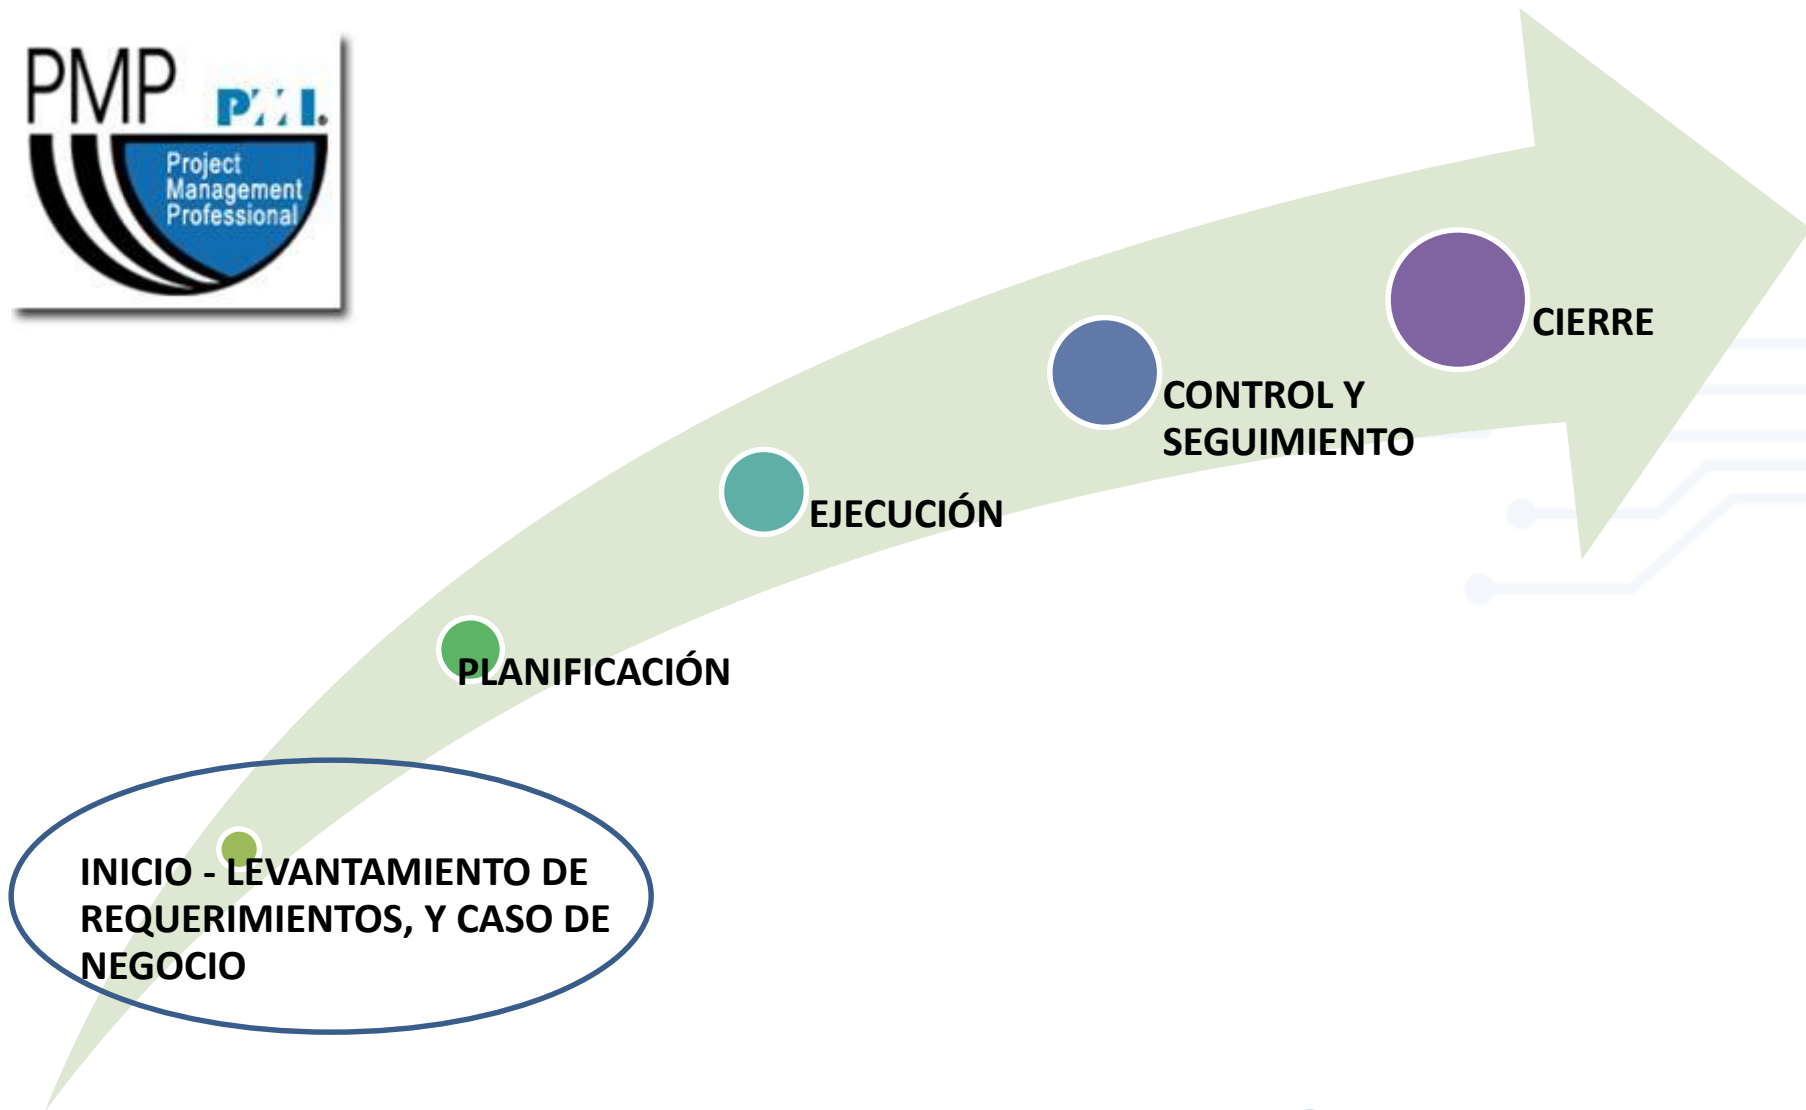 PMP
PMI®
Project
Management
Professional
CIERRE
CONTROL Y
SEGUIMIENTO
EJECUCIÓN
PLANIFICACIÓN
INICIO - LEVANTAMIENTO DE
REQUERIMIENTOS, Y CASO DE
NEGOCIO